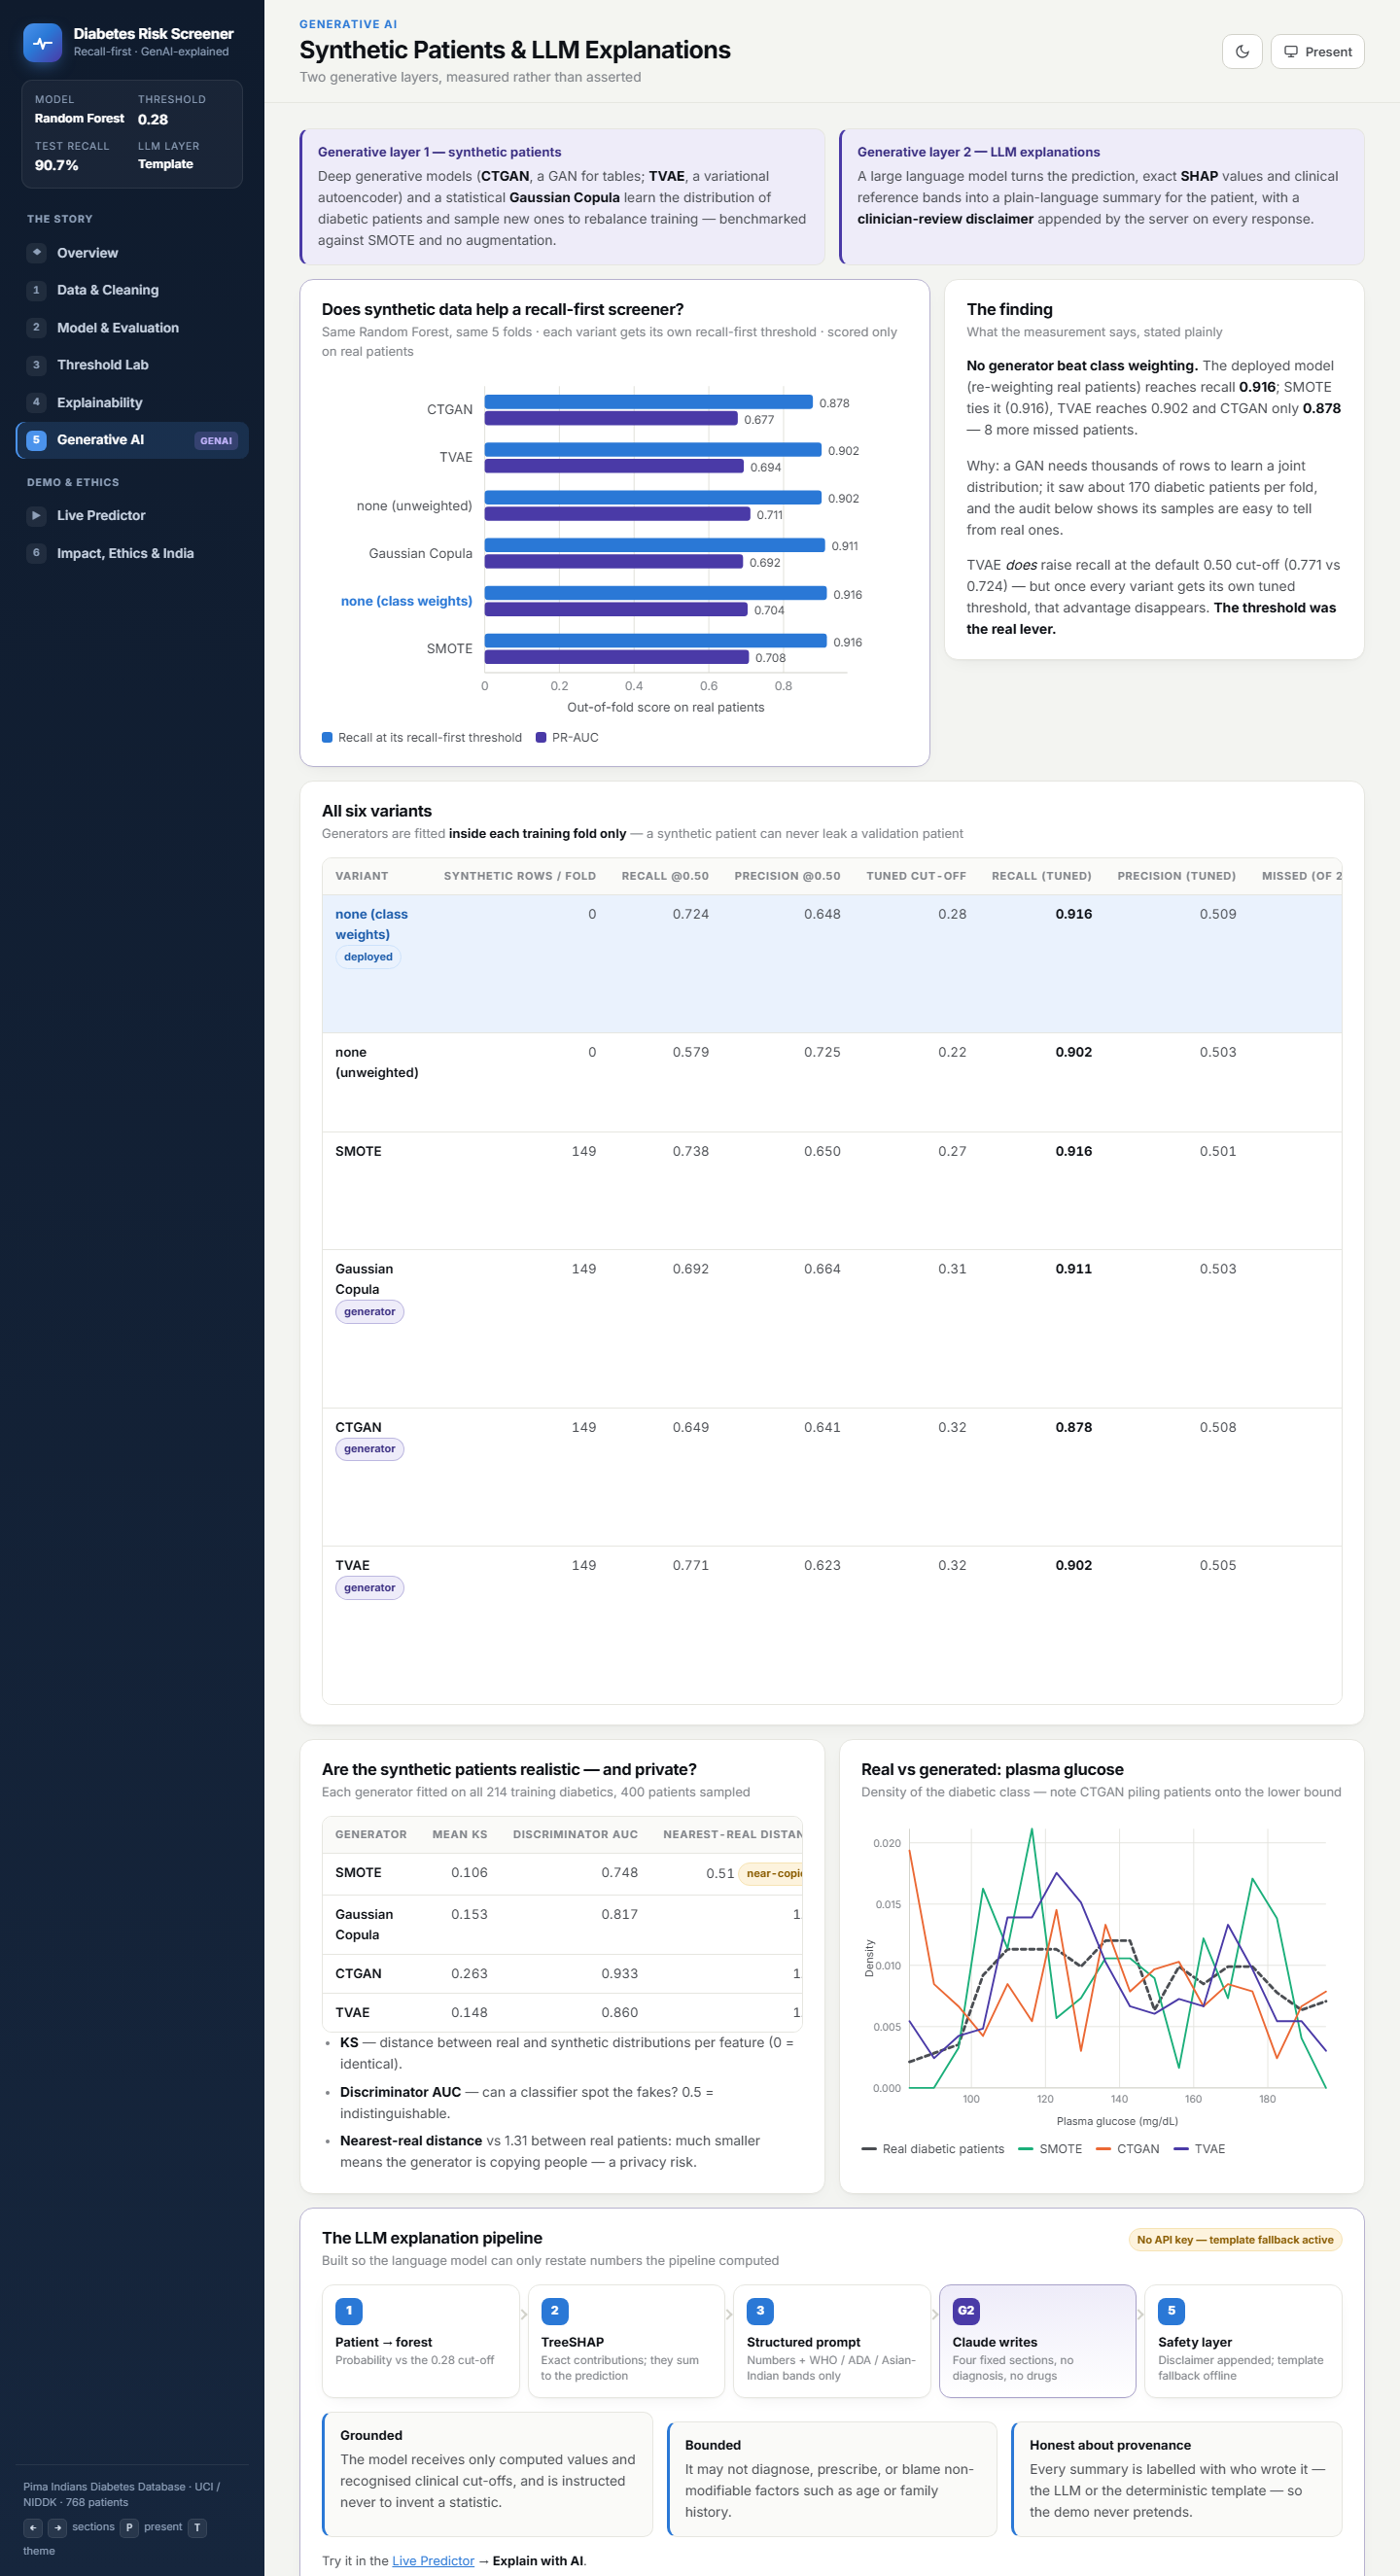 Diabetes Risk Screener
Recall-first · GenAI-explained
MODEL
THRESHOLD
Random Forest
0.28
TEST RECALL
LLM LAYER
90.7%
Template
THE STORY
Overview
1 Data & Cleaning
2 Model & Evaluation
3 Threshold Lab
4 Explainability
5 Generative AI GENAI
DEMO & ETHICS
Live Predictor
6 Impact, Ethics & India
Pima Indians Diabetes Database · UCI /
NIDDK · 768 patients
← → sections P present T
theme
GENERATIVE AI
Synthetic Patients & LLM Explanations
Two generative layers, measured rather than asserted
Present
Generative layer 1 — synthetic patients
Deep generative models (CTGAN, a GAN for tables; TVAE, a variational
autoencoder) and a statistical Gaussian Copula learn the distribution of
diabetic patients and sample new ones to rebalance training — benchmarked
against SMOTE and no augmentation.
Generative layer 2 — LLM explanations
A large language model turns the prediction, exact SHAP values and clinical
reference bands into a plain-language summary for the patient, with a
clinician-review disclaimer appended by the server on every response.
Does synthetic data help a recall-first screener?
Same Random Forest, same 5 folds · each variant gets its own recall-first threshold · scored only
on real patients
CTGAN
0.878
0.677
TVAE
0.902
0.694
none (unweighted)
0.902
0.711
Gaussian Copula
0.911
0.692
none (class weights)
0.916
0.704
SMOTE
0.916
0.708
0 0.2 0.4 0.6 0.8
Out-of-fold score on real patients
Recall at its recall-first threshold PR-AUC
The finding
What the measurement says, stated plainly
No generator beat class weighting. The deployed model
(re-weighting real patients) reaches recall 0.916; SMOTE
ties it (0.916), TVAE reaches 0.902 and CTGAN only 0.878
— 8 more missed patients.
Why: a GAN needs thousands of rows to learn a joint
distribution; it saw about 170 diabetic patients per fold,
and the audit below shows its samples are easy to tell
from real ones.
TVAE does raise recall at the default 0.50 cut-off (0.771 vs
0.724) — but once every variant gets its own tuned
threshold, that advantage disappears. The threshold was
the real lever.
All six variants
Generators are fitted inside each training fold only — a synthetic patient can never leak a validation patient
VARIANT SYNTHETIC ROWS / FOLD RECALL @0.50 PRECISION @0.50 TUNED CUT-OFF RECALL (TUNED) PRECISION (TUNED) MISSED (OF 2
none (class 0 0.724 0.648 0.28 0.916 0.509
weights)
deployed
none 0 0.579 0.725 0.22 0.902 0.503
(unweighted)
SMOTE 149 0.738 0.650 0.27 0.916 0.501
Gaussian 149 0.692 0.664 0.31 0.911 0.503
Copula
generator
CTGAN 149 0.649 0.641 0.32 0.878 0.508
generator
TVAE 149 0.771 0.623 0.32 0.902 0.505
generator
Are the synthetic patients realistic — and private?
Each generator fitted on all 214 training diabetics, 400 patients sampled
GENERATOR MEAN KS DISCRIMINATOR AUC NEAREST-REAL DISTAN
SMOTE 0.106 0.748 0.51 near-copi
Gaussian 0.153 0.817 1.
Copula
CTGAN 0.263 0.933 1.
TVAE 0.148 0.860 1.
• KS — distance between real and synthetic distributions per feature (0 =
identical).
• Discriminator AUC — can a classifier spot the fakes? 0.5 =
indistinguishable.
• Nearest-real distance vs 1.31 between real patients: much smaller
means the generator is copying people — a privacy risk.
Real vs generated: plasma glucose
Density of the diabetic class — note CTGAN piling patients onto the lower bound
0.020
0.015
0.010
0.005
0.000
Density
100 120 140 160 180
Plasma glucose (mg/dL)
Real diabetic patients SMOTE CTGAN TVAE
The LLM explanation pipeline
Built so the language model can only restate numbers the pipeline computed
No API key — template fallback active
1
Patient → forest
Probability vs the 0.28 cut-off
2
TreeSHAP
Exact contributions; they sum
to the prediction
3
Structured prompt
Numbers + WHO / ADA / Asian-
Indian bands only
G2
Claude writes
Four fixed sections, no
diagnosis, no drugs
5
Safety layer
Disclaimer appended; template
fallback offline
Grounded
The model receives only computed values and
recognised clinical cut-offs, and is instructed
never to invent a statistic.
Bounded
It may not diagnose, prescribe, or blame non-
modifiable factors such as age or family
history.
Honest about provenance
Every summary is labelled with who wrote it —
the LLM or the deterministic template — so
the demo never pretends.
Try it in the Live Predictor → Explain with AI.